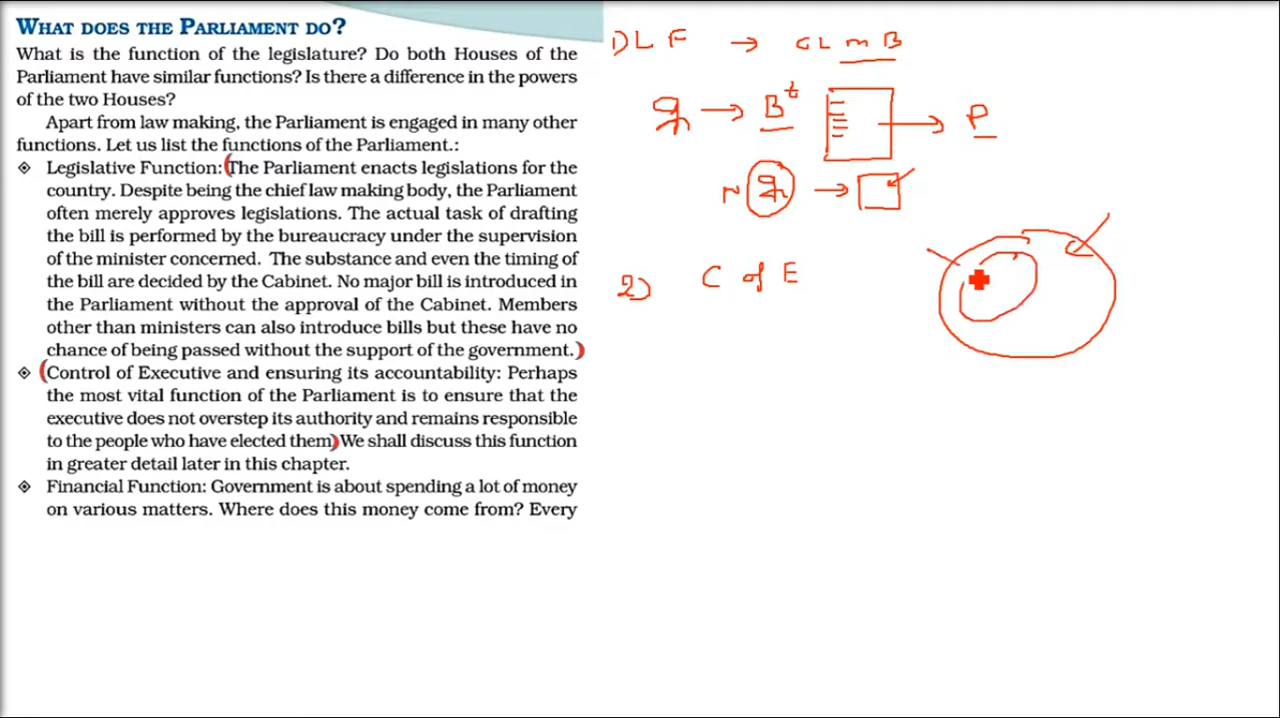 WHAT DOES THE PARLIAMENT DO?
What is the function of the legislature? Do both Houses of the
Parliament have similar functions? Is there a difference in the powers
of the two Houses?
Apart from law making, the Parliament is engaged in many other
functions. Let us list the functions of the Parliament.:
Legislative Function: (The Parliament enacts legislations for the
country. Despite being the chief law making body, the Parliament
often merely approves legislations. The actual task of drafting
the bill is performed by the bureaucracy under the supervision
of the minister concerned. The substance and even the timing of
the bill are decided by the Cabinet. No major bill is introduced in
the Parliament without the approval of the Cabinet. Members
other than ministers can also introduce bills but these have no
chance of being passed without the support of the government.)
(Control of Executive and ensuring its accountability: Perhaps
the most vital function of the Parliament is to ensure that the
executive does not overstep its authority and remains responsible
to the people who have elected them) We shall discuss this function
in greater detail later in this chapter.
Financial Function: Government is about spending a lot of money
on various matters. Where does this money come from? Every
L F → LMB
→ B t → P
N →
2) C of E